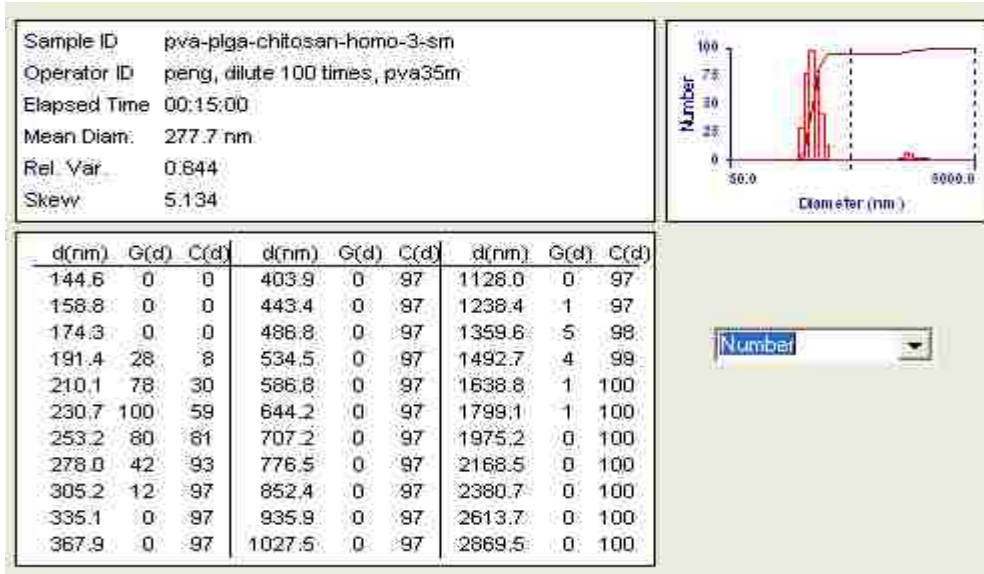 Sample ID pva-plga-chitosan-homo-3-sm
Operator ID peng, dilute 100 times, pva35m
Elapsed Time 00:15:00
Mean Diam. 277.7 nm
Rel. Var. 0.644
Skew 5.134
100
75
50
25
0
Number
50.0 5000.0
Diameter (nm)
d(nm) G(d) C(d) d(nm) G(d) C(d) d(nm) G(d) C(d)
144.6 0 0 403.9 0 97 1128.0 0 97
158.8 0 0 443.4 0 97 1238.4 1 97
174.3 0 0 486.8 0 97 1359.6 5 98
191.4 28 8 534.5 0 97 1492.7 4 99
210.1 78 30 586.8 0 97 1638.8 1 100
230.7 100 59 644.2 0 97 1799.1 1 100
253.2 80 81 707.2 0 97 1975.2 0 100
278.0 42 93 776.5 0 97 2168.5 0 100
305.2 12 97 852.4 0 97 2380.7 0 100
335.1 0 97 935.9 0 97 2613.7 0 100
367.9 0 97 1027.5 0 97 2869.5 0 100
Number